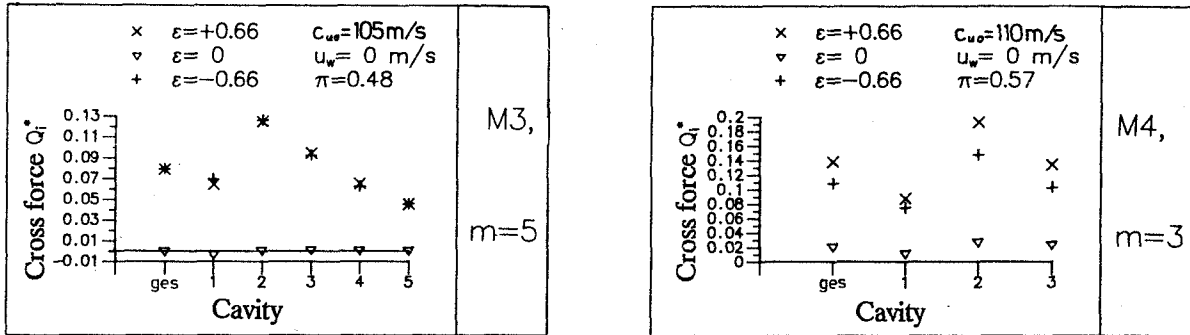 × ε=+0.66 cᵤₒ=105m/s
▽ ε= 0 u_w= 0 m/s
+ ε=−0.66 π=0.48
Cross force Qᵢ*
0.13
0.11
0.09
0.07
0.05
0.03
0.01
−0.01
ges 1 2 3 4 5
Cavity
M3,
m=5
× ε=+0.66 cᵤₒ=110m/s
▽ ε= 0 u_w= 0 m/s
+ ε=−0.66 π=0.57
Cross force Qᵢ*
0.2
0.18
0.16
0.14
0.12
0.1
0.08
0.06
0.04
0.02
0
ges 1 2 3
Cavity
M4,
m=3